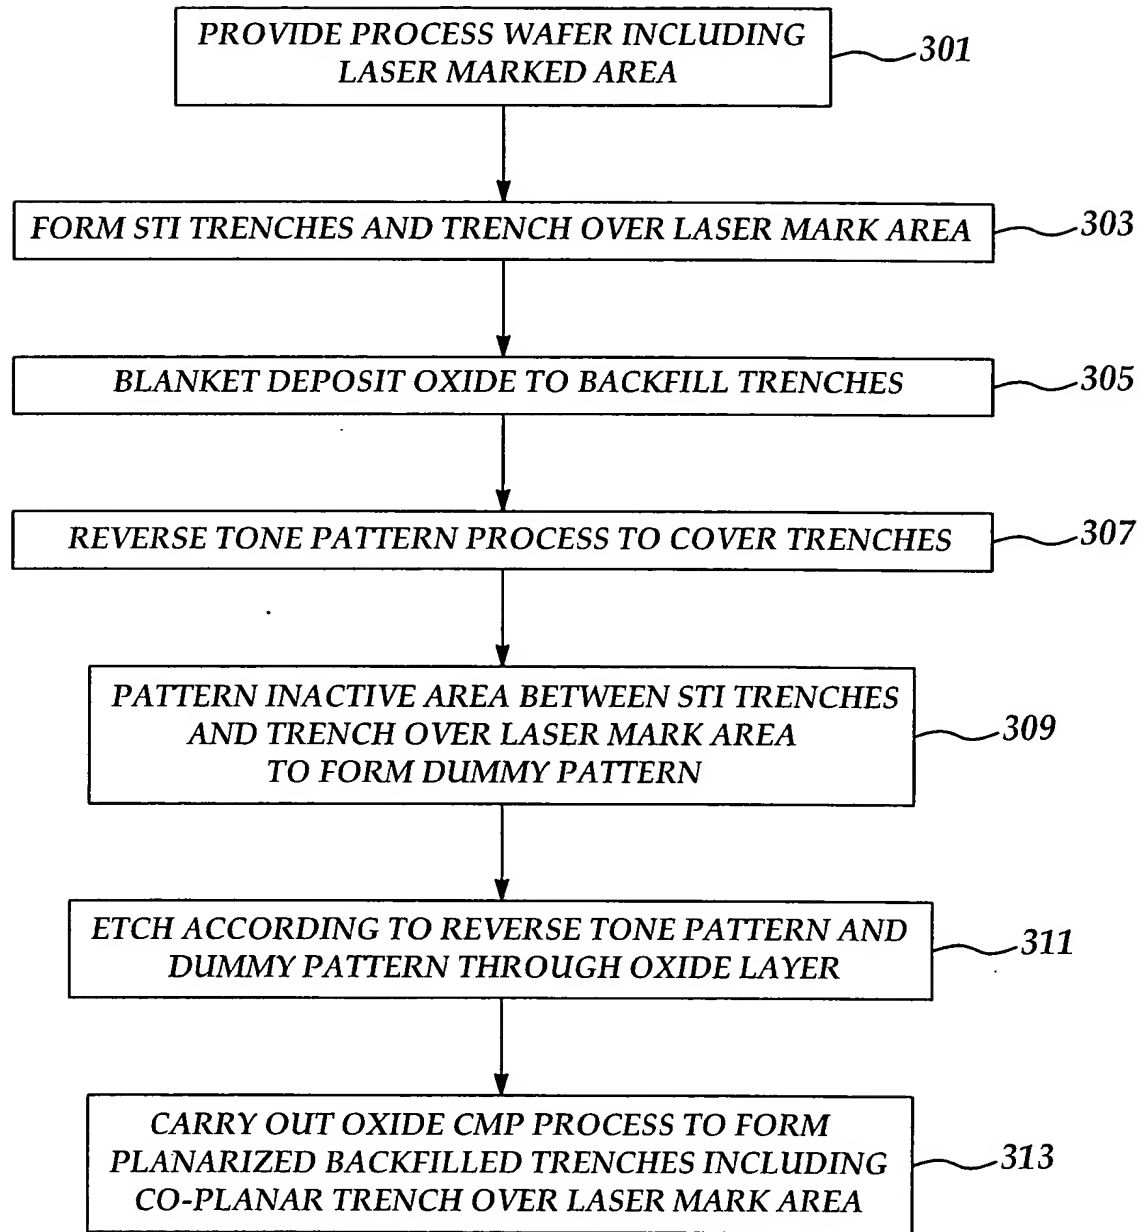 PROVIDE PROCESS WAFER INCLUDING
LASER MARKED AREA
301
FORM STI TRENCHES AND TRENCH OVER LASER MARK AREA
303
BLANKET DEPOSIT OXIDE TO BACKFILL TRENCHES
305
REVERSE TONE PATTERN PROCESS TO COVER TRENCHES
307
PATTERN INACTIVE AREA BETWEEN STI TRENCHES
AND TRENCH OVER LASER MARK AREA
TO FORM DUMMY PATTERN
309
ETCH ACCORDING TO REVERSE TONE PATTERN AND
DUMMY PATTERN THROUGH OXIDE LAYER
311
CARRY OUT OXIDE CMP PROCESS TO FORM
PLANARIZED BACKFILLED TRENCHES INCLUDING
CO-PLANAR TRENCH OVER LASER MARK AREA
313